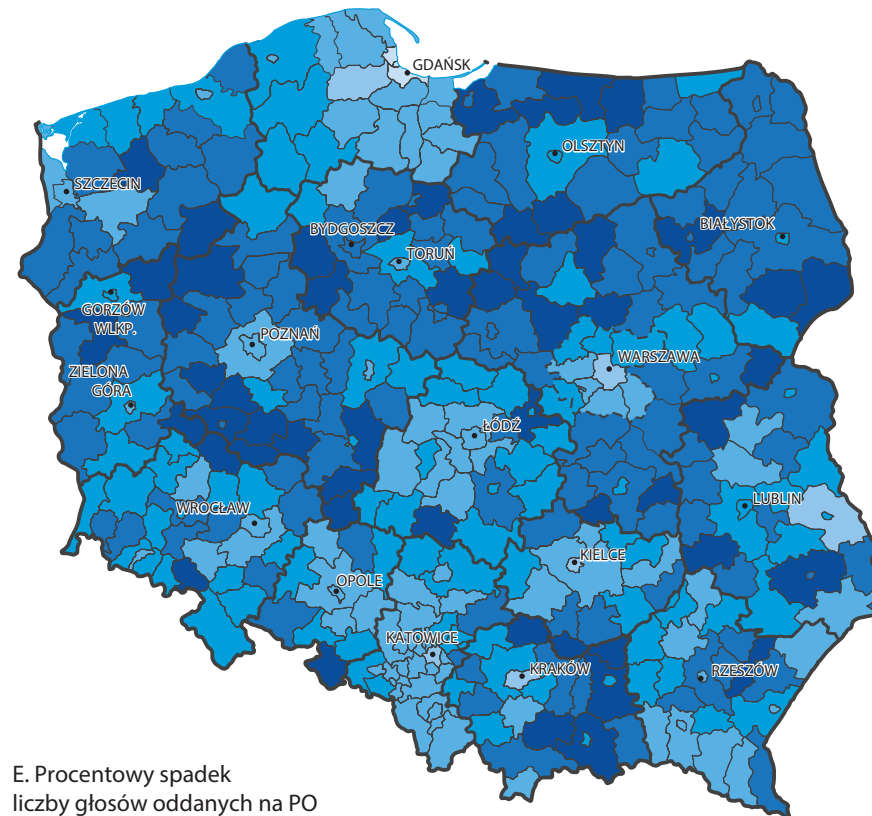 GDAŃSK
OLSZTYN
SZCZECIN
BYDGOSZCZ
BIAŁYSTOK
TORUŃ
GORZÓW
WLKP.
POZNAŃ
WARSZAWA
ZIELONA
GÓRA
ŁÓDŹ
WROCŁAW
LUBLIN
KIELCE
OPOLE
KATOWICE
KRAKÓW
RZESZÓW
E. Procentowy spadek
liczby głosów oddanych na PO